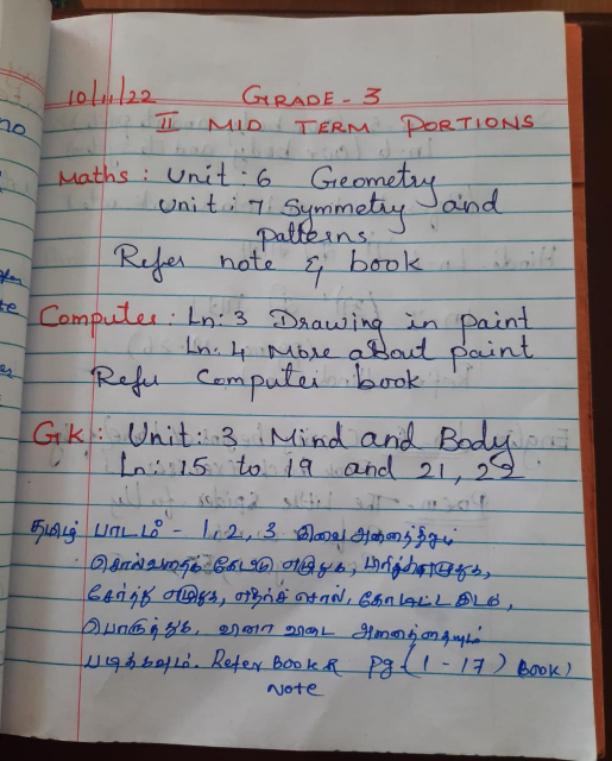 10/11/22 GRADE - 3
II MID TERM PORTIONS
Math's : Unit : 6 Geometry
Unit : 7 Symmetry and
Patterns
Refer note & book
Computer : Ln : 3 Drawing in paint
Ln : 4 More about paint
Refer Computer book
G.K : Unit : 3 Mind and Body
Ln : 15 to 19 and 21, 22
தமிழ் பாடம் - 1, 2, 3 இவை அனைத்தும்
சொல்வதைக் கேட்டு எழுதுக, பிரித்து எழுதுக,
சேர்த்து எழுதுக, எதிர்ச் சொல், கோடிட்ட இடம்,
பொருத்துக, வினா விடை அனைத்தையும்
படிக்கவும். Refer Book & Pg (1 - 17) Book)
Note